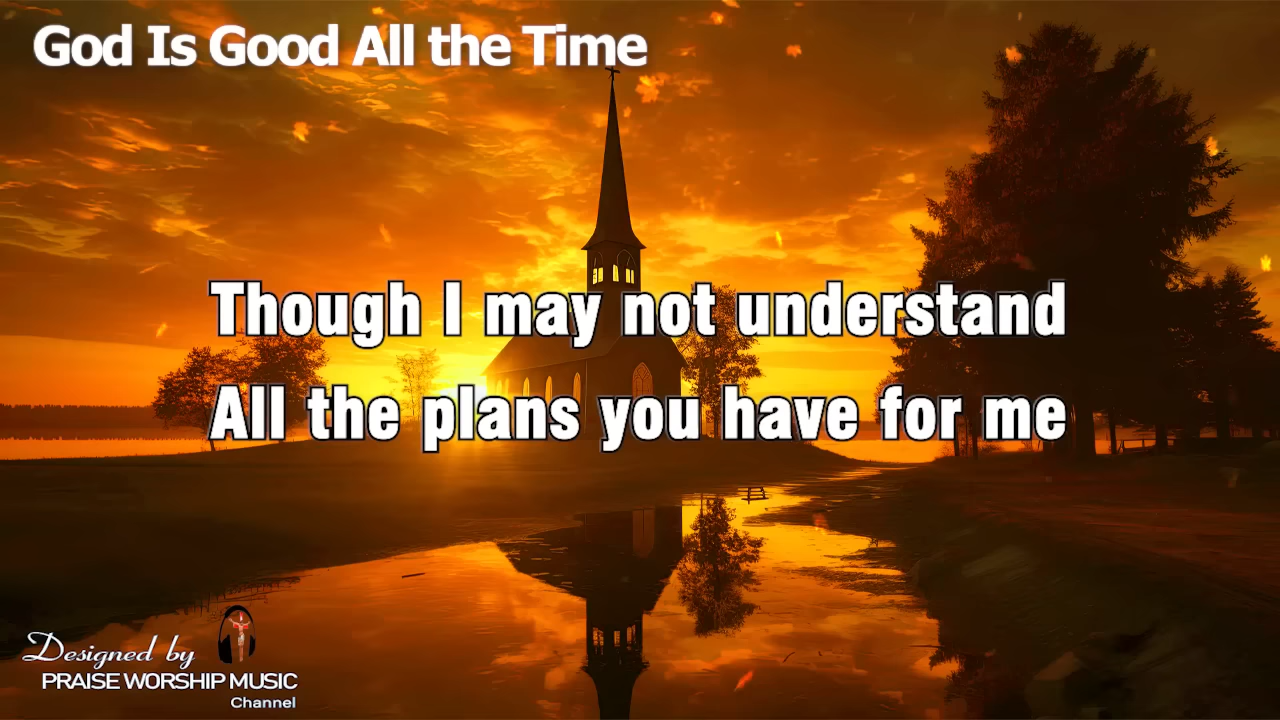 God Is Good All the Time
Though I may not understand
All the plans you have for me
Designed by
PRAISE WORSHIP MUSIC
Channel